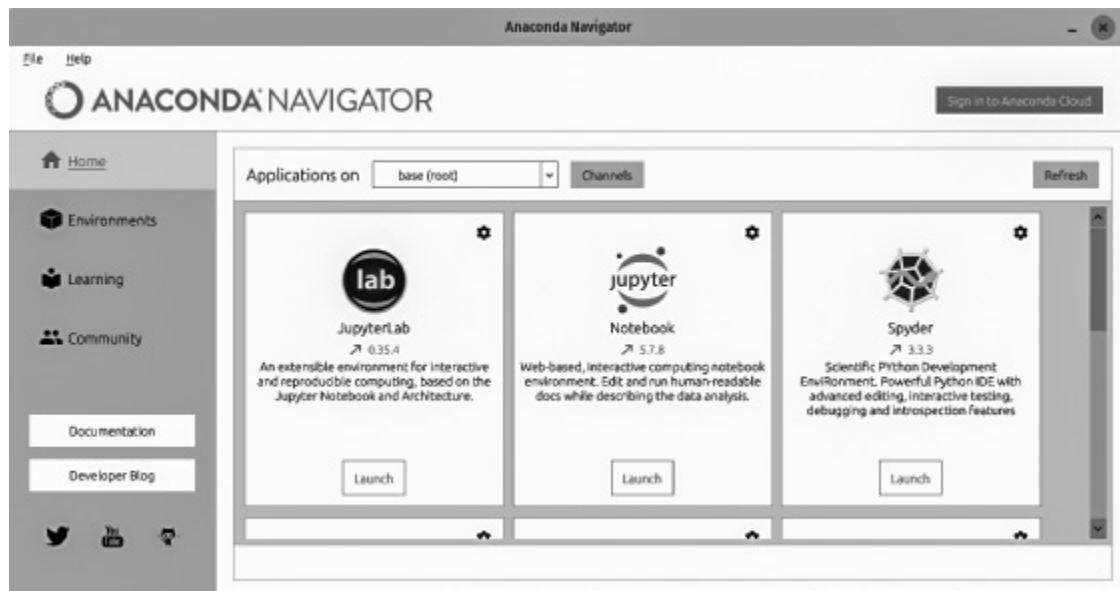 Anaconda Navigator
File Help
ANACONDA NAVIGATOR
Sign in to Anaconda Cloud
Home
Environments
Learning
Community
Documentation
Developer Blog
You Tube
Applications on base (root) Channels Refresh
lab
JupyterLab
0.35.4
An extensible environment for interactive
and reproducible computing, based on the
Jupyter Notebook and Architecture.
Launch
jupyter
Notebook
5.7.8
Web-based, interactive computing notebook
environment. Edit and run human-readable
docs while describing the data analysis.
Launch
Spyder
3.3.3
Scientific PYthon Development
EnviRonment. Powerful Python IDE with
advanced editing, interactive testing,
debugging and introspection features
Launch